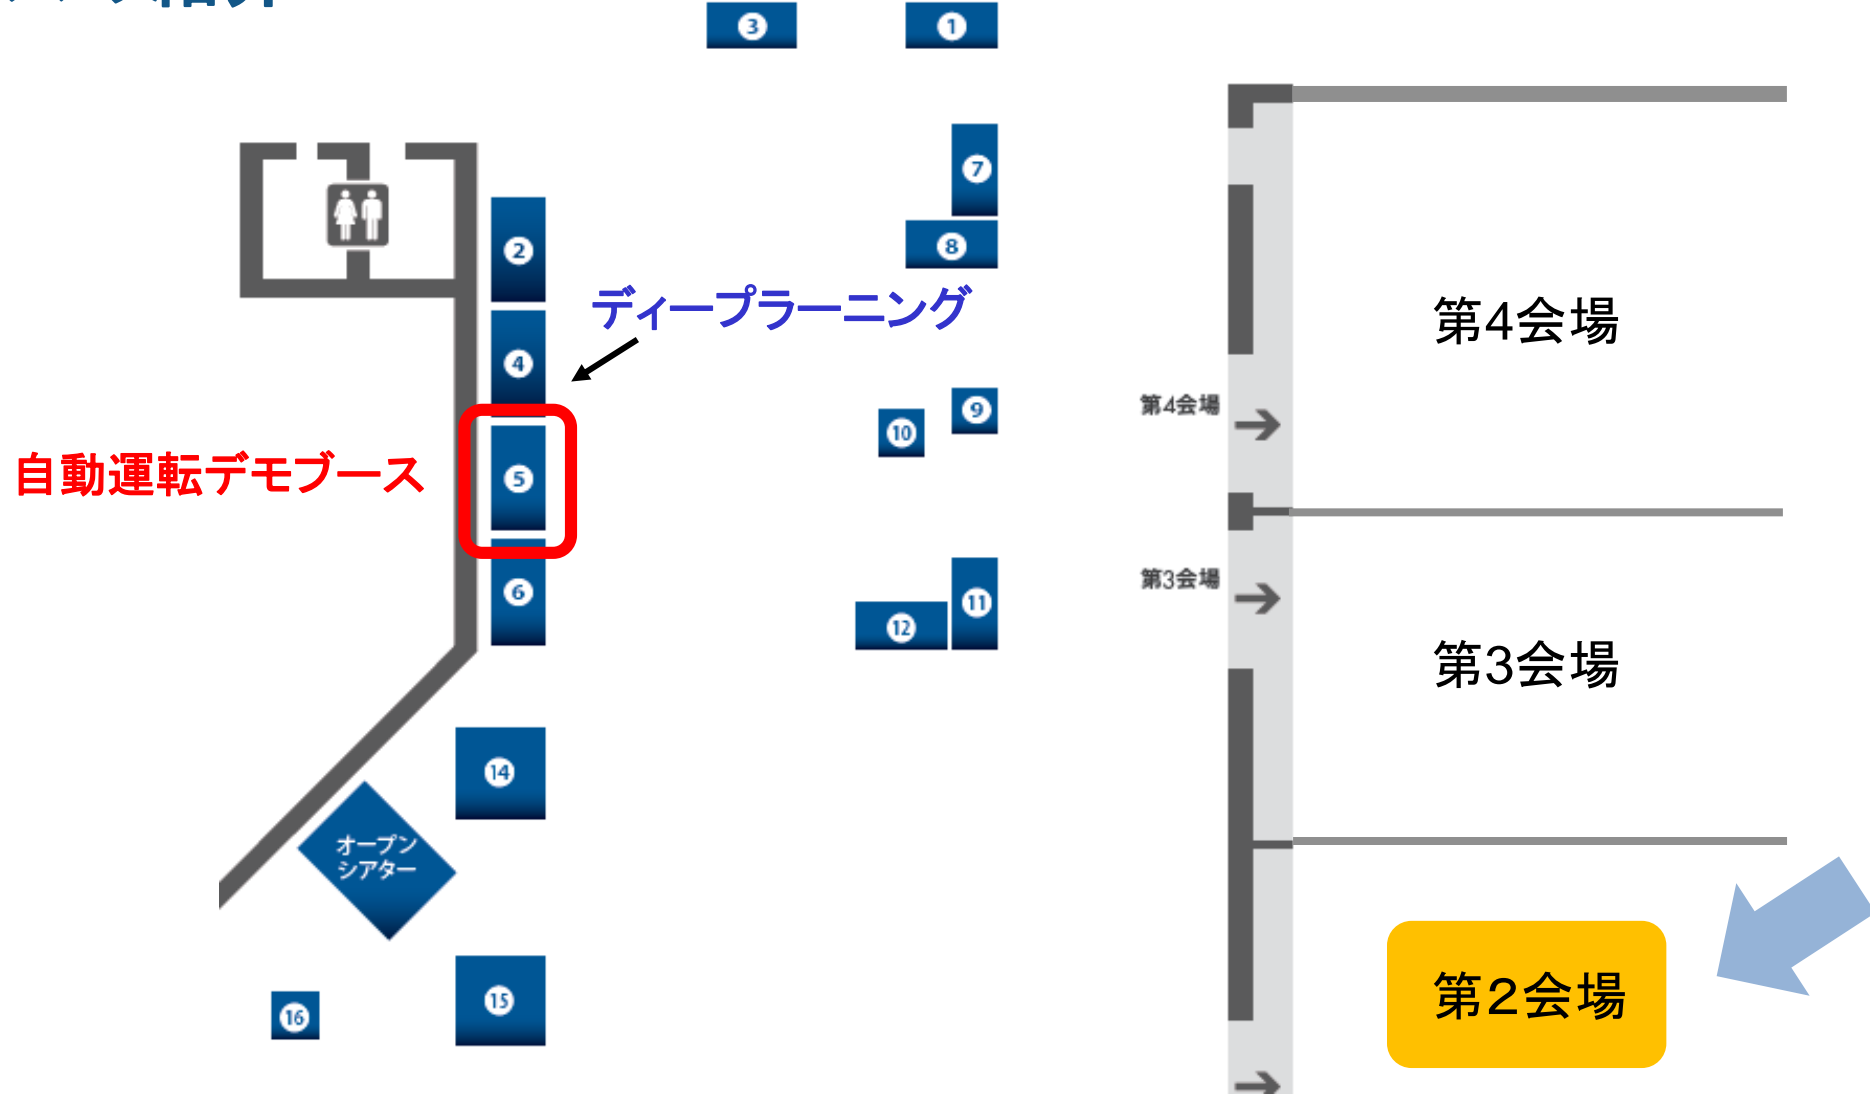 ③
①
⑦
②
⑧
ディープラーニング
第4会場
④
第4会場
⑨
⑩
自動運転デモブース
⑤
第3会場
⑥
⑪
⑫
第3会場
⑭
オープン
シアター
第2会場
⑮
⑯